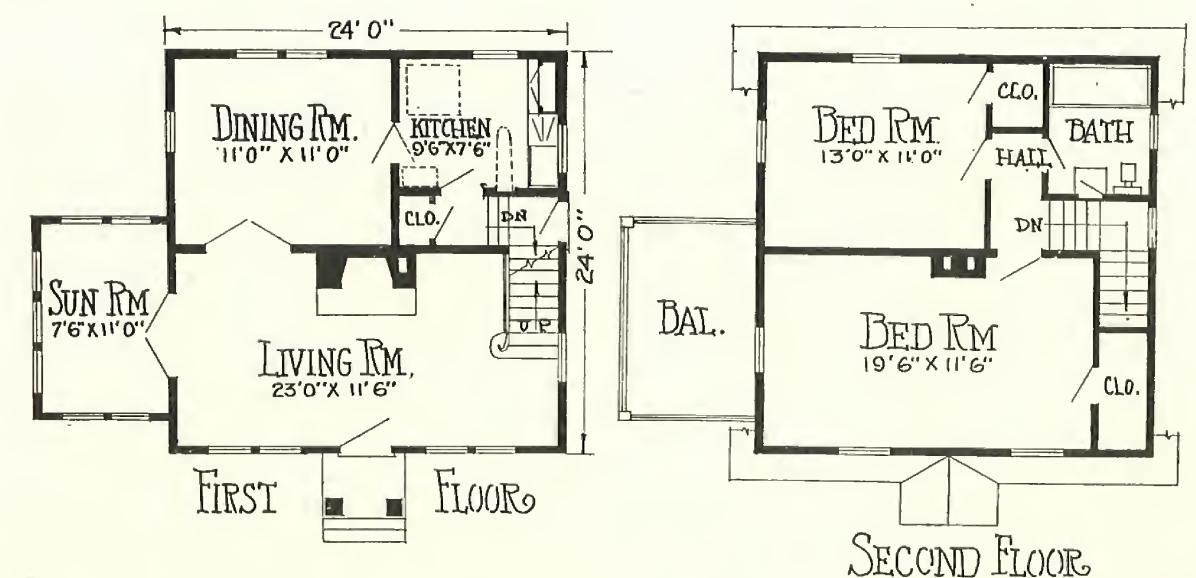 24'0"
DINING RM.
11'0" X 11'0"
KITCHEN
9'6"X7'6"
CLO.
DN
24'0"
SUN RM
7'6"X11'0"
UP
LIVING RM.
23'0"X 11'6"
FIRST FLOOR
BED RM.
13'0"X 11'0"
CLO.
BATH
HALL
DN
BAL.
BED RM
19'6"X 11'6"
CLO.
SECOND FLOOR